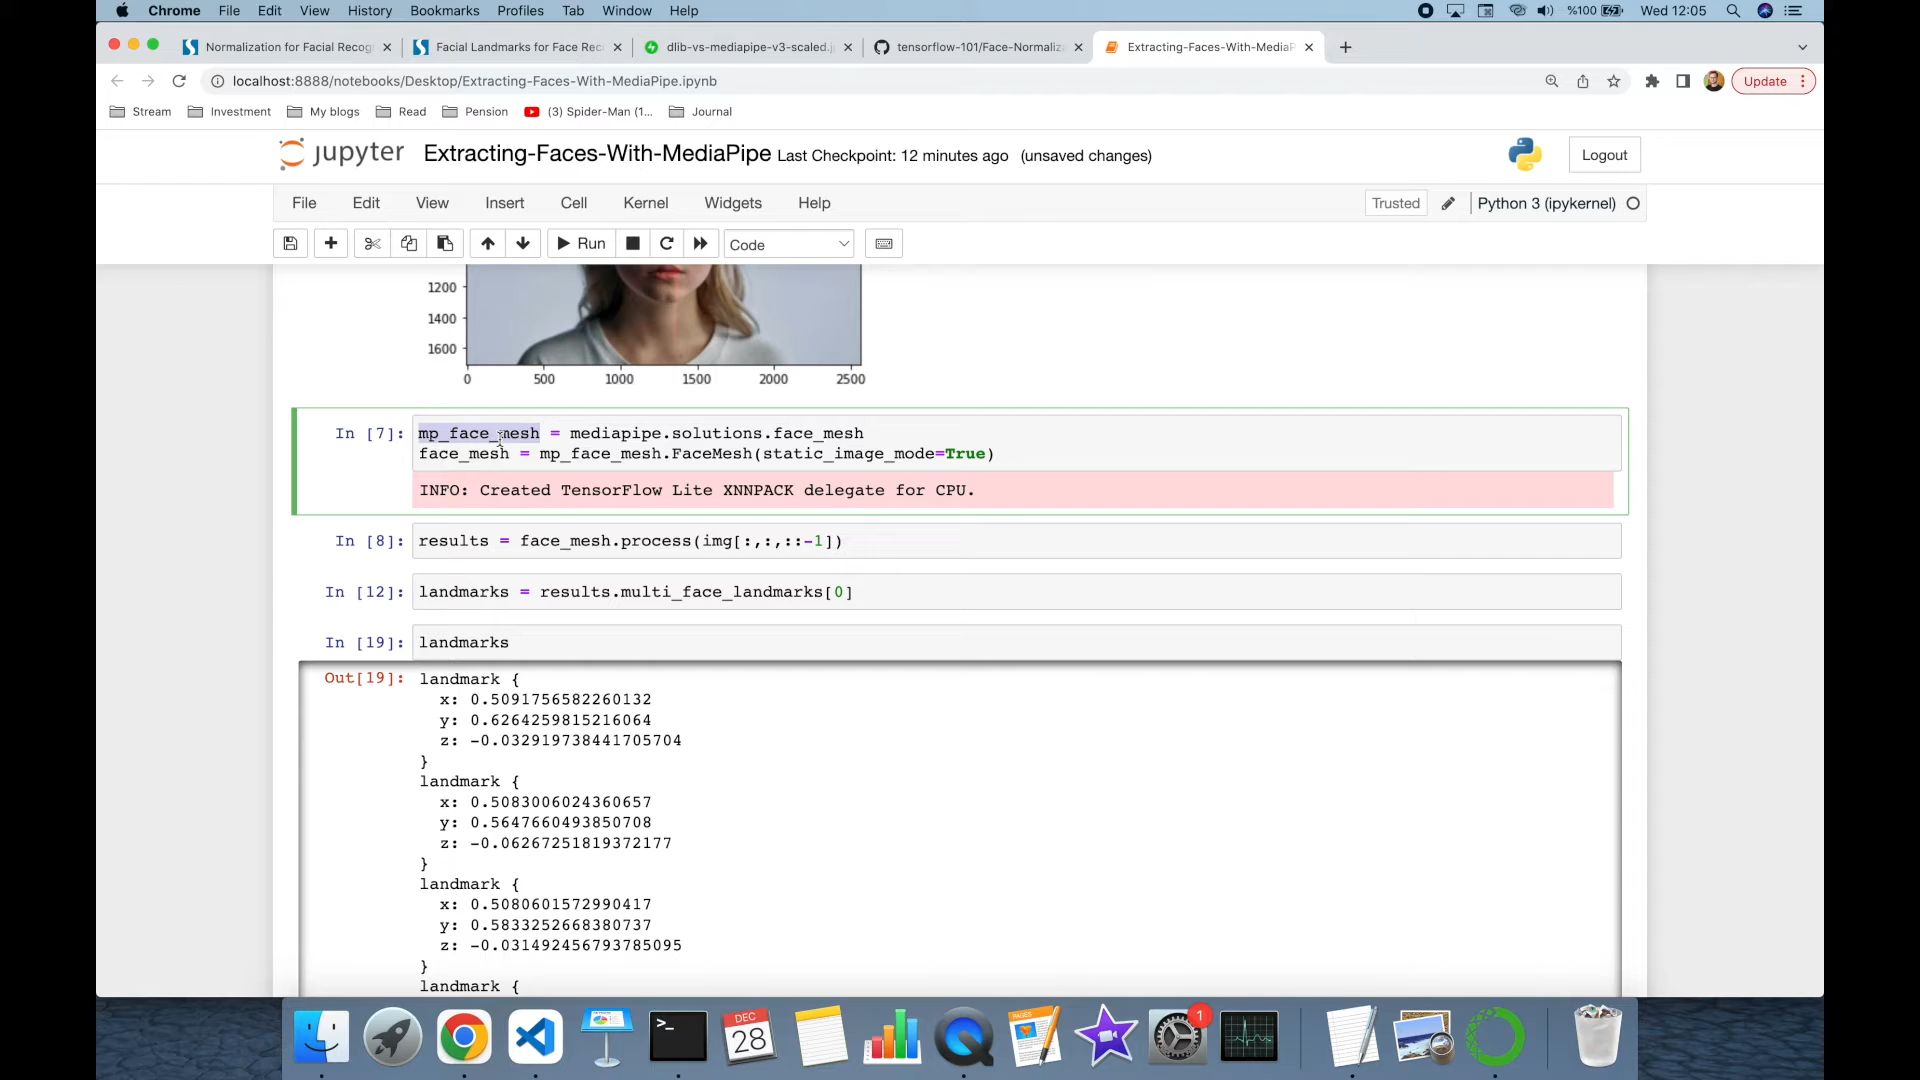 Chrome File Edit View History Bookmarks Profiles Tab Window Help %100 Wed 12:05
Normalization for Facial Recog Facial Landmarks for Face Rec dlib-vs-mediapipe-v3-scaled.j tensorflow-101/Face-Normaliz Extracting-Faces-With-MediaP
localhost:8888/notebooks/Desktop/Extracting-Faces-With-MediaPipe.ipynb Update
Stream Investment My blogs Read Pension (3) Spider-Man (1... Journal
jupyter Extracting-Faces-With-MediaPipe Last Checkpoint: 12 minutes ago (unsaved changes) Logout
File Edit View Insert Cell Kernel Widgets Help Trusted Python 3 (ipykernel)
Run Code
1200
1400
1600
0 500 1000 1500 2000 2500
In [7]: mp_face_mesh = mediapipe.solutions.face_mesh
face_mesh = mp_face_mesh.FaceMesh(static_image_mode=True)
INFO: Created TensorFlow Lite XNNPACK delegate for CPU.
In [8]: results = face_mesh.process(img[:,:,::-1])
In [12]: landmarks = results.multi_face_landmarks[0]
In [19]: landmarks
Out[19]: landmark {
x: 0.5091756582260132
y: 0.6264259815216064
z: -0.032919738441705704
}
landmark {
x: 0.5083006024360657
y: 0.5647660493850708
z: -0.06267251819372177
}
landmark {
x: 0.5080601572990417
y: 0.5833252668380737
z: -0.031492456793785095
}
landmark {
DEC
28
PAGES
1